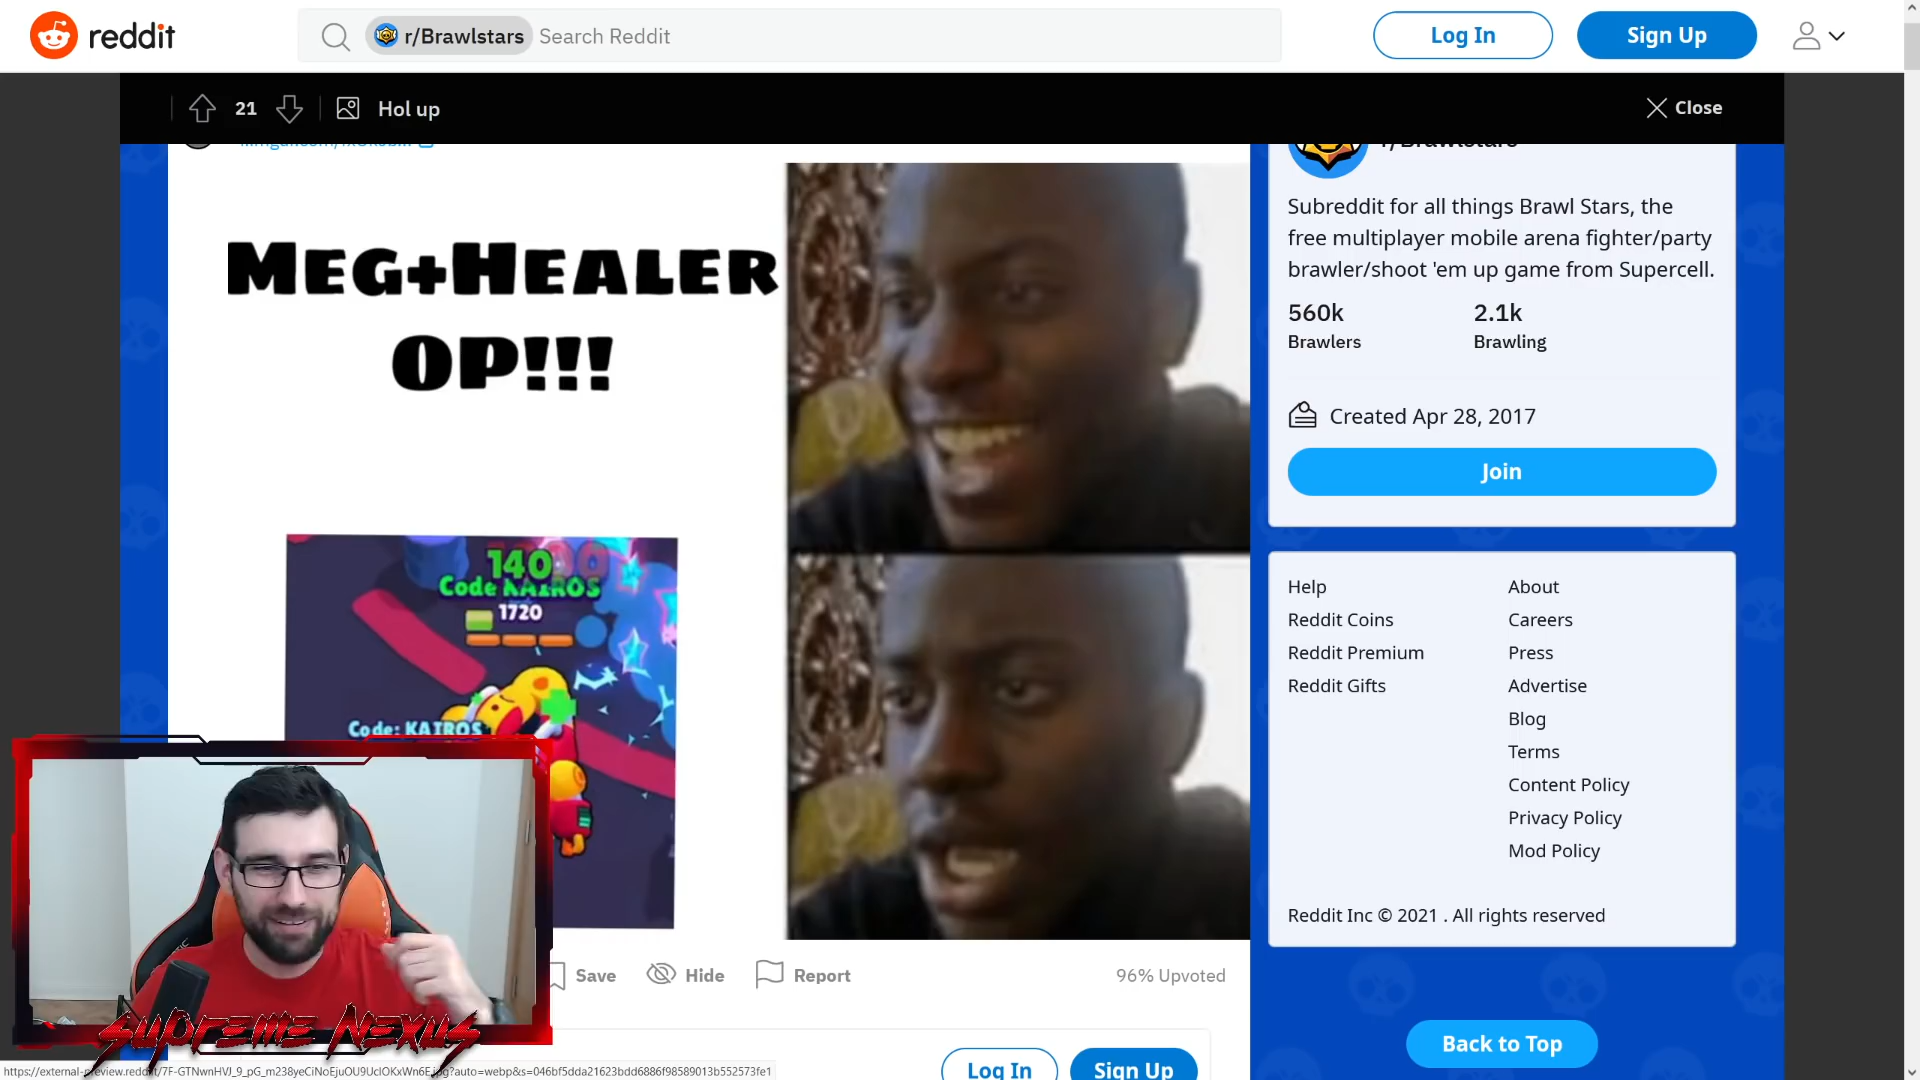 reddit
r/Brawlstars Search Reddit
Log In
Sign Up
21
Hol up
Close
r/Brawlstars
MEG+HEALER
OP!!!
Subreddit for all things Brawl Stars, the
free multiplayer mobile arena fighter/party
brawler/shoot 'em up game from Supercell.
560k
2.1k
Brawlers
Brawling
Created Apr 28, 2017
Join
140
Code KAIROS
1720
Code: KAIROS
Help
About
Reddit Coins
Careers
Reddit Premium
Press
Reddit Gifts
Advertise
Blog
Terms
Content Policy
Privacy Policy
Mod Policy
Reddit Inc © 2021 . All rights reserved
Save
Hide
Report
96% Upvoted
SUPREME NEXUS
Log In
Sign Up
Back to Top